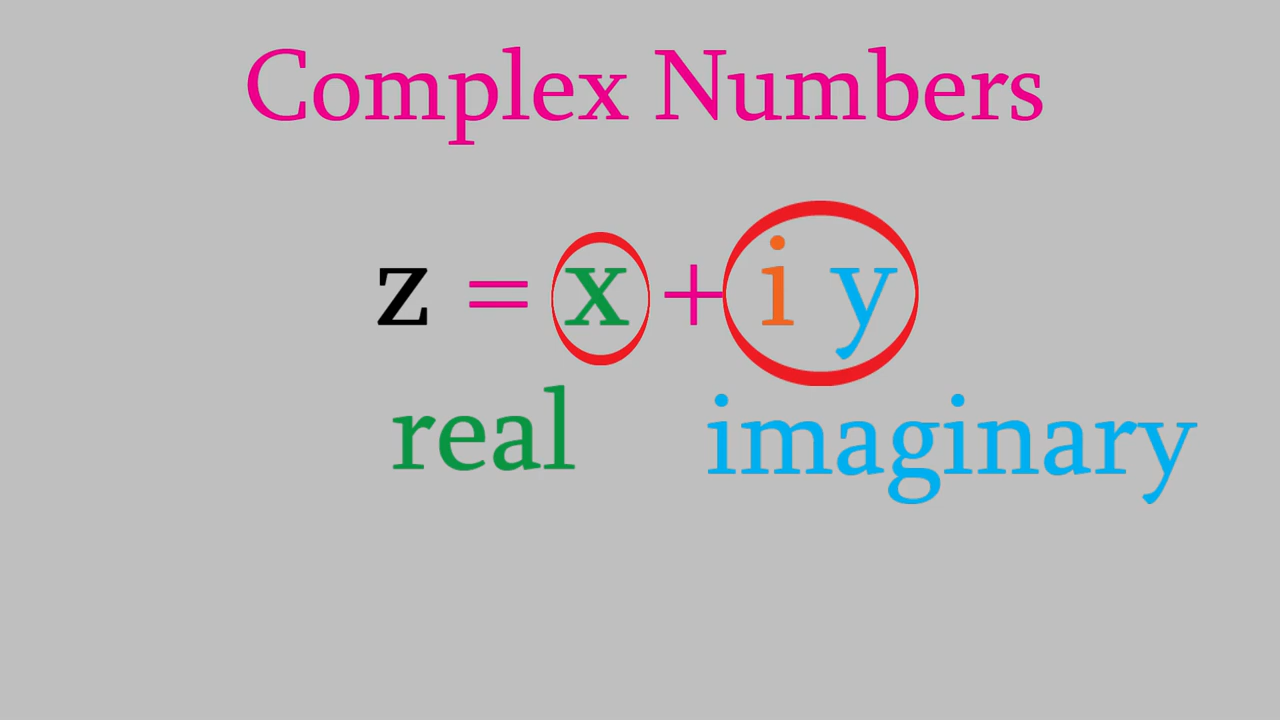 Complex Numbers
z = x + i y
real imaginary